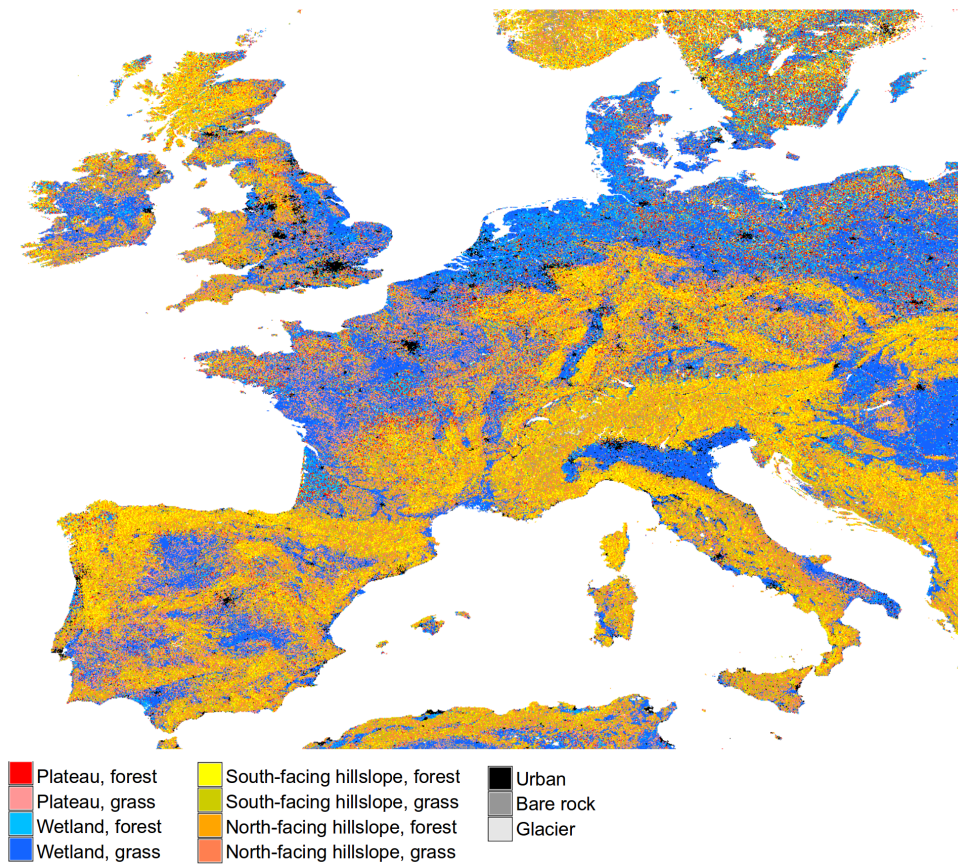 Plateau, forest
Plateau, grass
Wetland, forest
Wetland, grass
South-facing hillslope, forest
South-facing hillslope, grass
North-facing hillslope, forest
North-facing hillslope, grass
Urban
Bare rock
Glacier